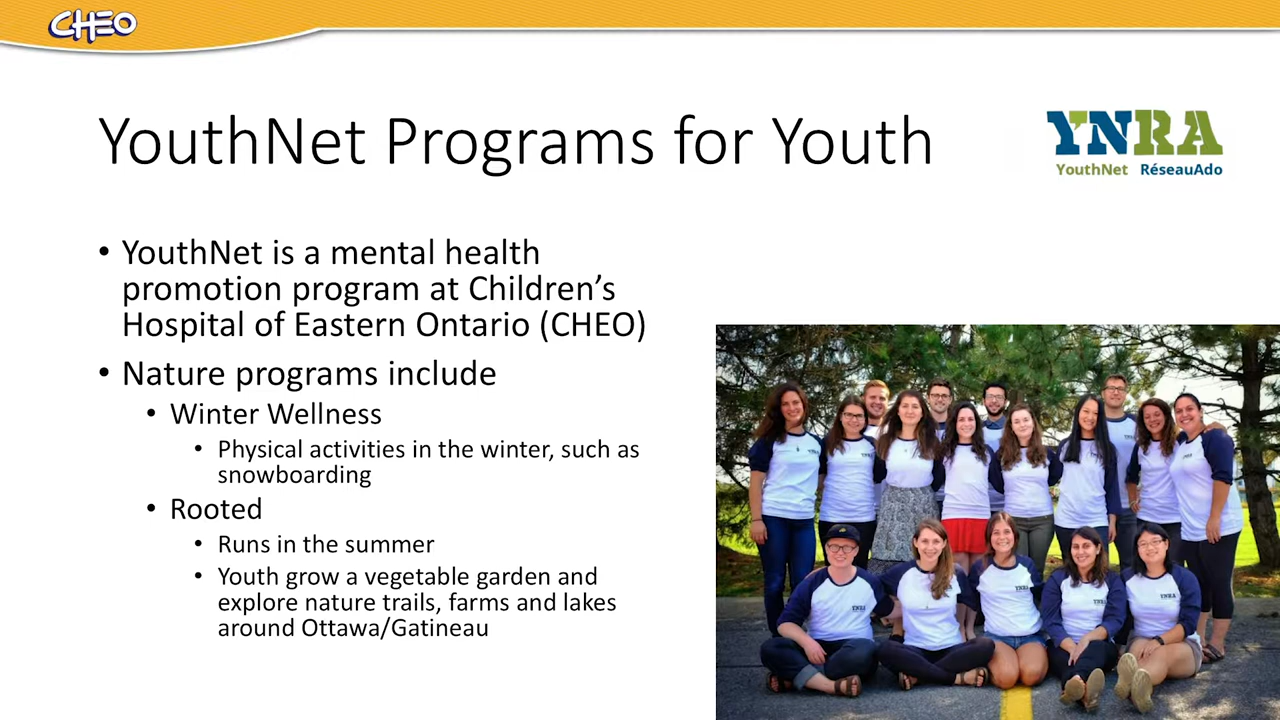 CHEO
YouthNet Programs for Youth
YNRA
YouthNet RéseauAdo
• YouthNet is a mental health
promotion program at Children’s
Hospital of Eastern Ontario (CHEO)
• Nature programs include
• Winter Wellness
• Physical activities in the winter, such as
snowboarding
• Rooted
• Runs in the summer
• Youth grow a vegetable garden and
explore nature trails, farms and lakes
around Ottawa/Gatineau
YNRA
YNRA